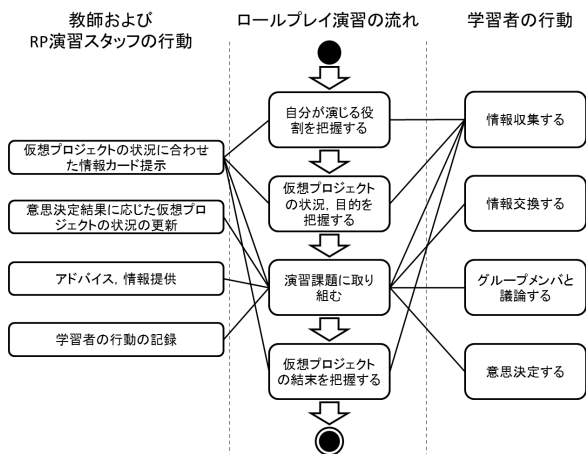 教師および
RP演習スタッフの行動
ロールプレイ演習の流れ
学習者の行動
仮想プロジェクトの状況に合わせ
た情報カード提示
意思決定結果に応じた仮想プロ
ジェクトの状況の更新
アドバイス，情報提供
学習者の行動の記録
自分が演じる役
割を把握する
仮想プロジェクト
の状況，目的を
把握する
演習課題に取り
組む
仮想プロジェクト
の結末を把握する
情報収集する
情報交換する
グループメンバと
議論する
意思決定する